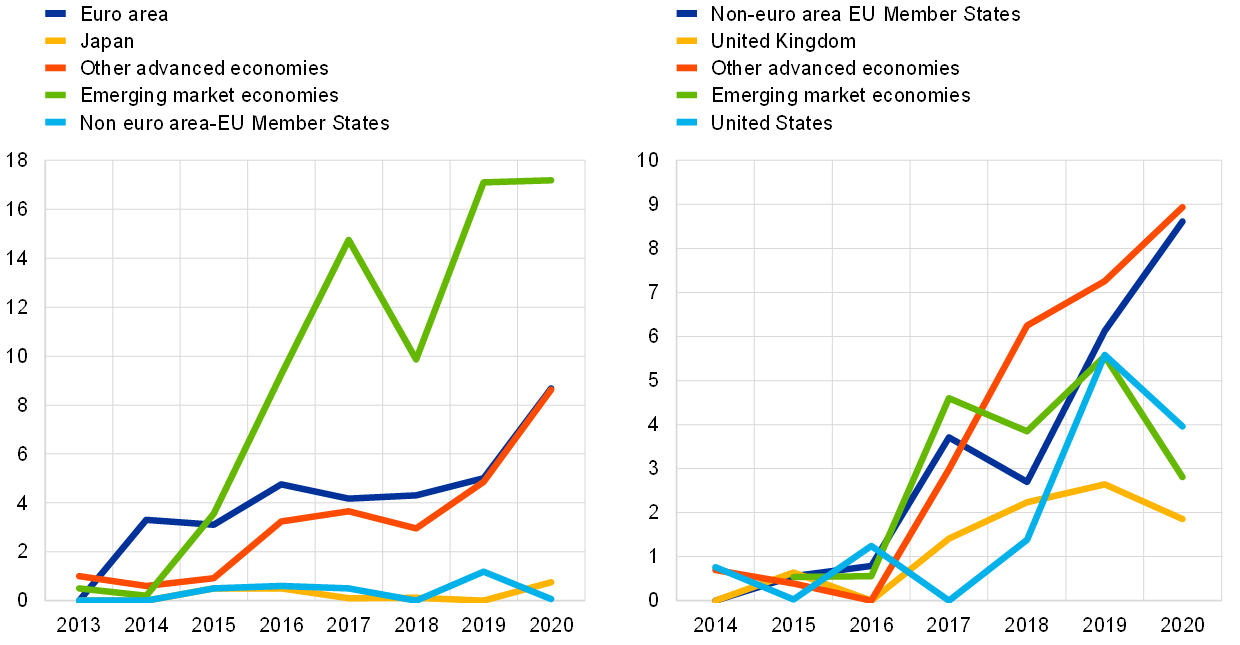 Euro area
Japan
Other advanced economies
Emerging market economies
Non euro area-EU Member States
18
16
14
12
10
8
6
4
2
0
2013 2014 2015 2016 2017 2018 2019 2020
Non-euro area EU Member States
United Kingdom
Other advanced economies
Emerging market economies
United States
10
9
8
7
6
5
4
3
2
1
0
2014 2015 2016 2017 2018 2019 2020